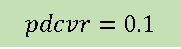 pdcvr = 0.1